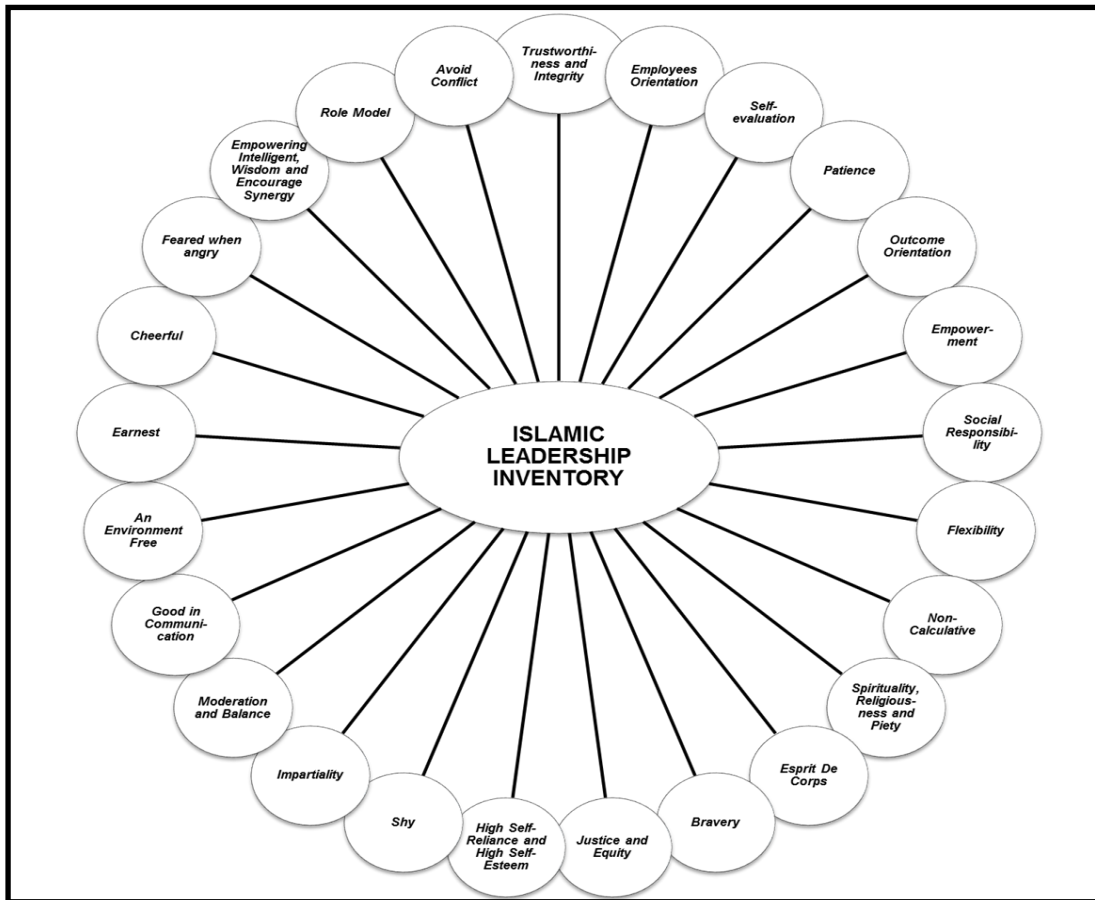 Trustworthi-
ness and
Integrity
Employees
Orientation
Self-
evaluation
Patience
Outcome
Orientation
Empower-
ment
Social
Responsibi-
lity
Flexibility
Non-
Calculative
Spirituality,
Religious-
ness and
Piety
Esprit De
Corps
Bravery
Justice and
Equity
High Self-
Reliance and
High Self-
Esteem
Shy
Impartiality
Moderation
and Balance
Good in
Communi-
cation
An
Environment
Free
Earnest
Cheerful
Feared when
angry
Empowering
Intelligent,
Wisdom and
Encourage
Synergy
Role Model
Avoid
Conflict
ISLAMIC
LEADERSHIP
INVENTORY